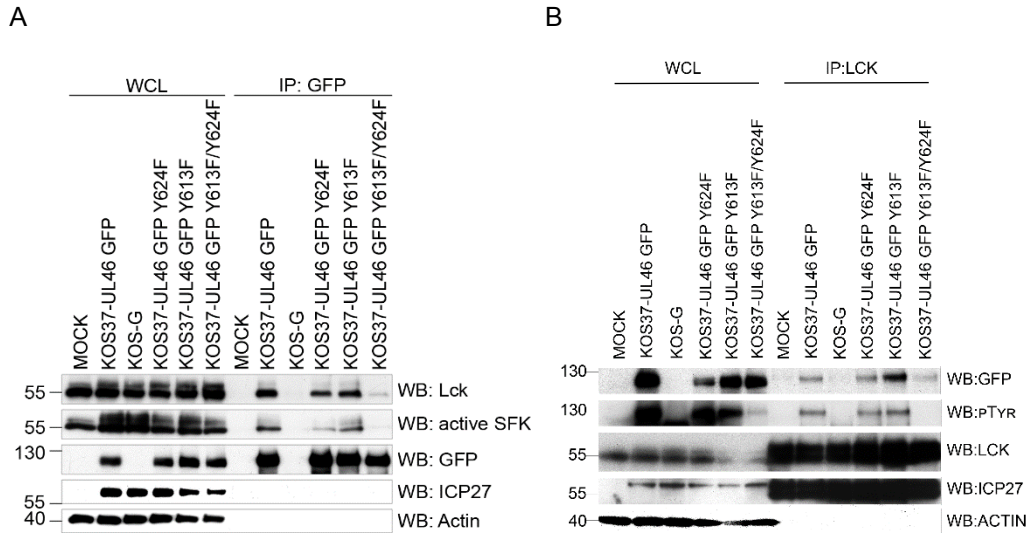 A
WCL
IP: GFP
MOCK
KOS37-UL46 GFP
KOS-G
KOS37-UL46 GFP Y624F
KOS37-UL46 GFP Y613F
KOS37-UL46 GFP Y613F/Y624F
MOCK
KOS37-UL46 GFP
KOS-G
KOS37-UL46 GFP Y624F
KOS37-UL46 GFP Y613F
KOS37-UL46 GFP Y613F/Y624F
55
WB: Lck
55
WB: active SFK
130
WB: GFP
55
WB: ICP27
40
WB: Actin
B
WCL
IP:LCK
MOCK
KOS37-UL46 GFP
KOS-G
KOS37-UL46 GFP Y624F
KOS37-UL46 GFP Y613F
KOS37-UL46 GFP Y613F/Y624F
MOCK
KOS37-UL46 GFP
KOS-G
KOS37-UL46 GFP Y624F
KOS37-UL46 GFP Y613F
KOS37-UL46 GFP Y613F/Y624F
130
WB:GFP
130
WB:PTYR
55
WB:LCK
55
WB:ICP27
40
WB:ACTIN